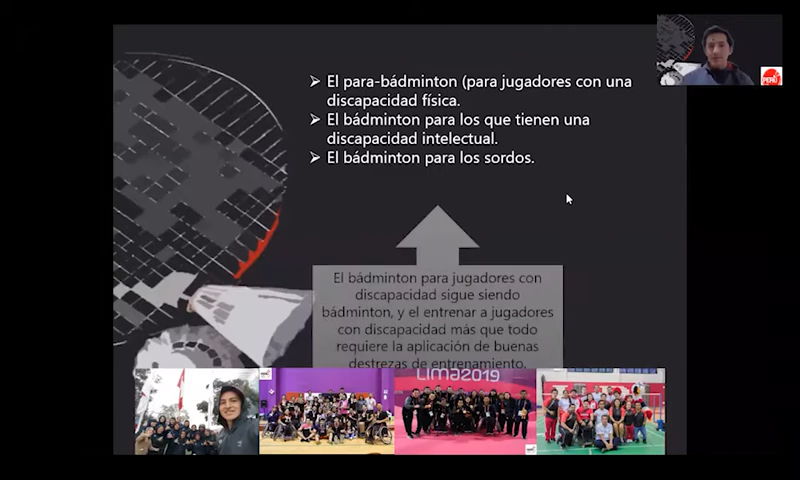 ➢ El para-bádminton (para jugadores con una
discapacidad física.
➢ El bádminton para los que tienen una
discapacidad intelectual.
➢ El bádminton para los sordos.
El bádminton para jugadores con
discapacidad sigue siendo
bádminton, y el entrenar a jugadores
con discapacidad más que todo
requiere la aplicación de buenas
destrezas de entrenamiento.
Lima2019
PERÚ